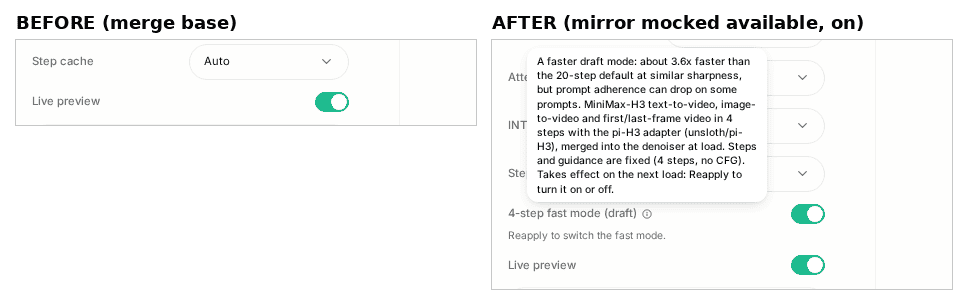 BEFORE (merge base)
Step cache
Auto
Live preview
AFTER (mirror mocked available, on)
A faster draft mode: about 3.6x faster than
the 20-step default at similar sharpness,
but prompt adherence can drop on some
prompts. MiniMax-H3 text-to-video, image-
to-video and first/last-frame video in 4
steps with the pi-H3 adapter (unsloth/pi-
H3), merged into the denoiser at load. Steps
and guidance are fixed (4 steps, no CFG).
Takes effect on the next load: Reapply to
turn it on or off.
Atte
INT
Step
4-step fast mode (draft)
Reapply to switch the fast mode.
Live preview